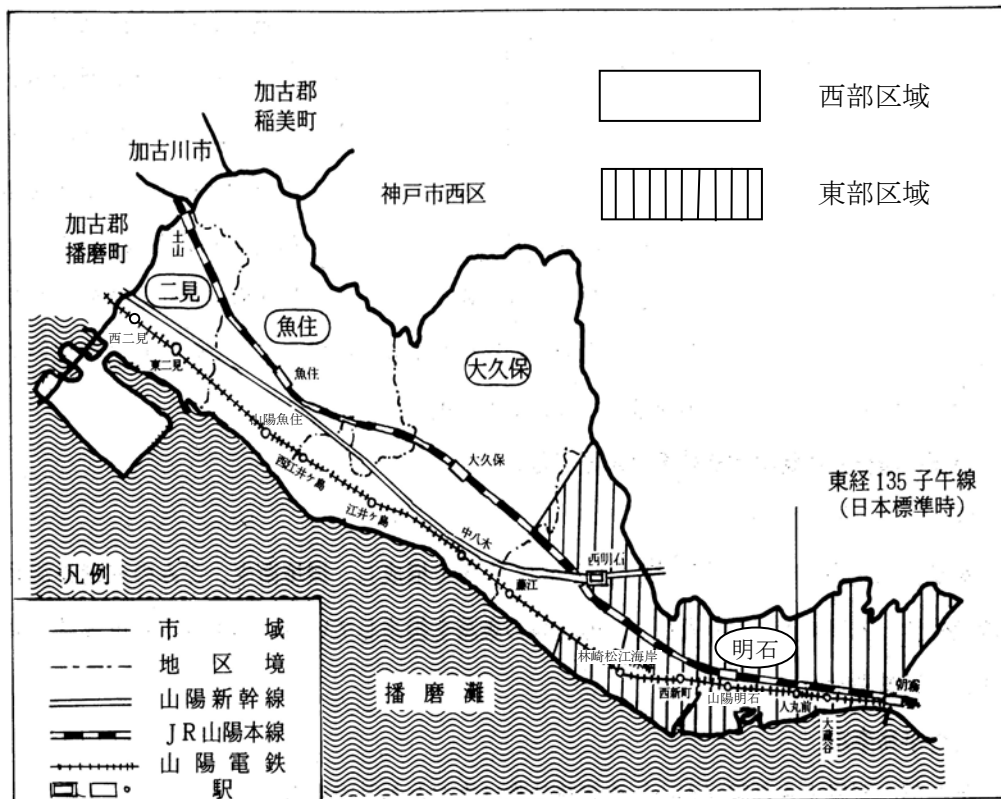 加古郡
稲美町
西部区域
加古川市
東部区域
神戸市西区
加古郡
播磨町
土山
二見
魚住
大久保
西二見
東二見
魚住
山陽魚住
西江井ヶ島
大久保
江井ヶ島
東経135子午線
(日本標準時)
中八木
西明石
藤江
明石
林崎松江海岸
西新町
山陽明石
人丸前
大蔵谷
朝霧
播磨灘
凡例
市域
地区境
山陽新幹線
JR山陽本線
山陽電鉄
駅